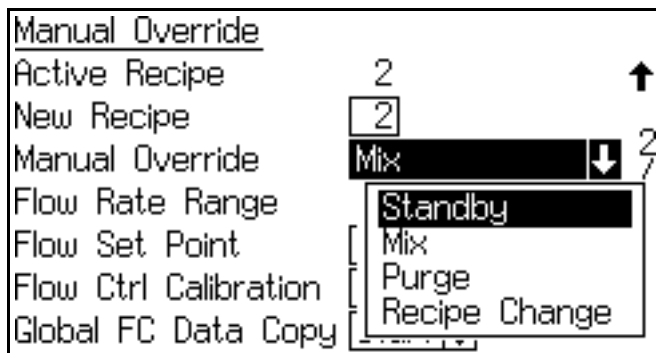 Manual Override
Active Recipe 2
New Recipe 2
Manual Override Mix
Flow Rate Range
Standby
Flow Set Point
Mix
Flow Ctrl Calibration
Purge
Recipe Change
Global FC Data Copy